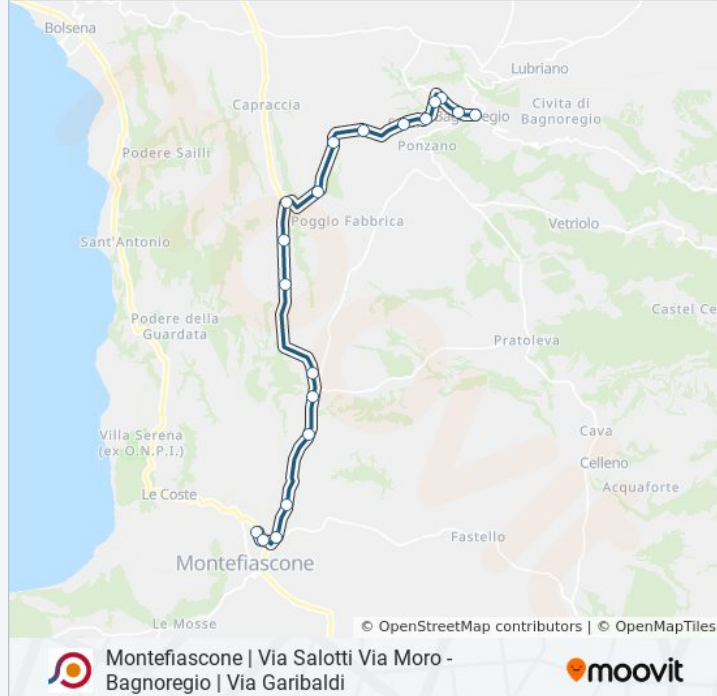 Bolsena
Lubriano
Capraccia
Civita di
Bagnoregio
Bagnoregio
Ponzano
Podere Sailli
Poggio Fabbrica
Vetriolo
Sant'Antonio
Castel Ce
Podere della
Guardata
Pratoleva
Villa Serena
(ex O.N.P.I.)
Cava
Celleno
Le Coste
Acquaforte
Fastello
Montefiascone
Le Mosse
© OpenStreetMap contributors | © OpenMapTiles
Montefiascone | Via Salotti Via Moro -
Bagnoregio | Via Garibaldi
moovit